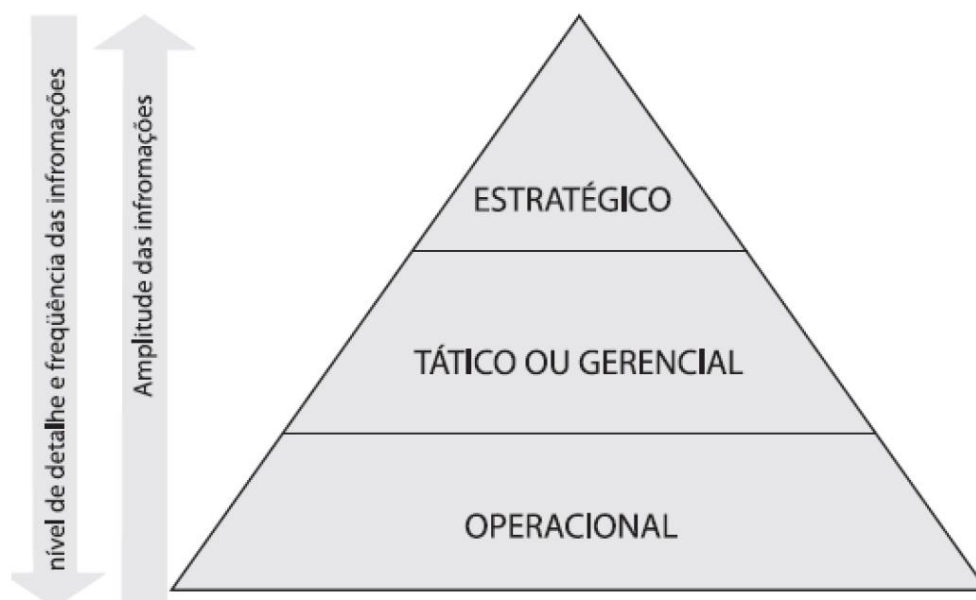 nível de detalhe e freqüência das infromações
Amplitude das infromações
ESTRATÉGICO
TÁTICO OU GERENCIAL
OPERACIONAL